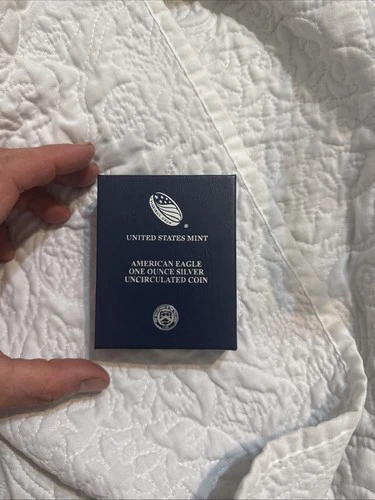 UNITED STATES MINT
AMERICAN EAGLE
ONE OUNCE SILVER
UNCIRCULATED COIN